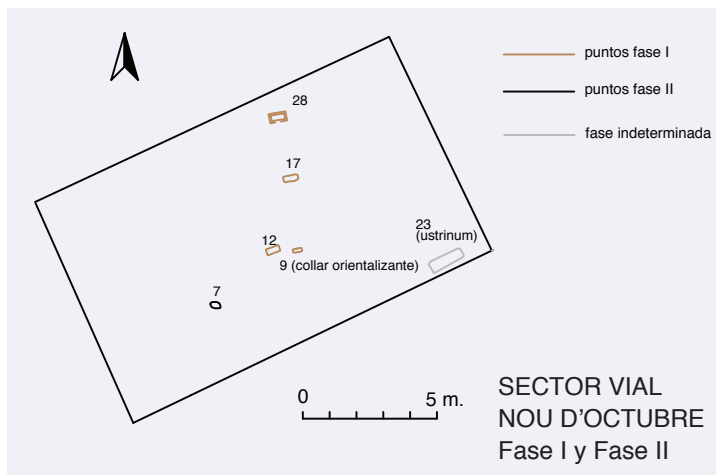 puntos fase I
puntos fase II
fase indeterminada
28
17
23
(ustrinum)
12
9 (collar orientalizante)
7
0 5 m.
SECTOR VIAL
NOU D'OCTUBRE
Fase I y Fase II